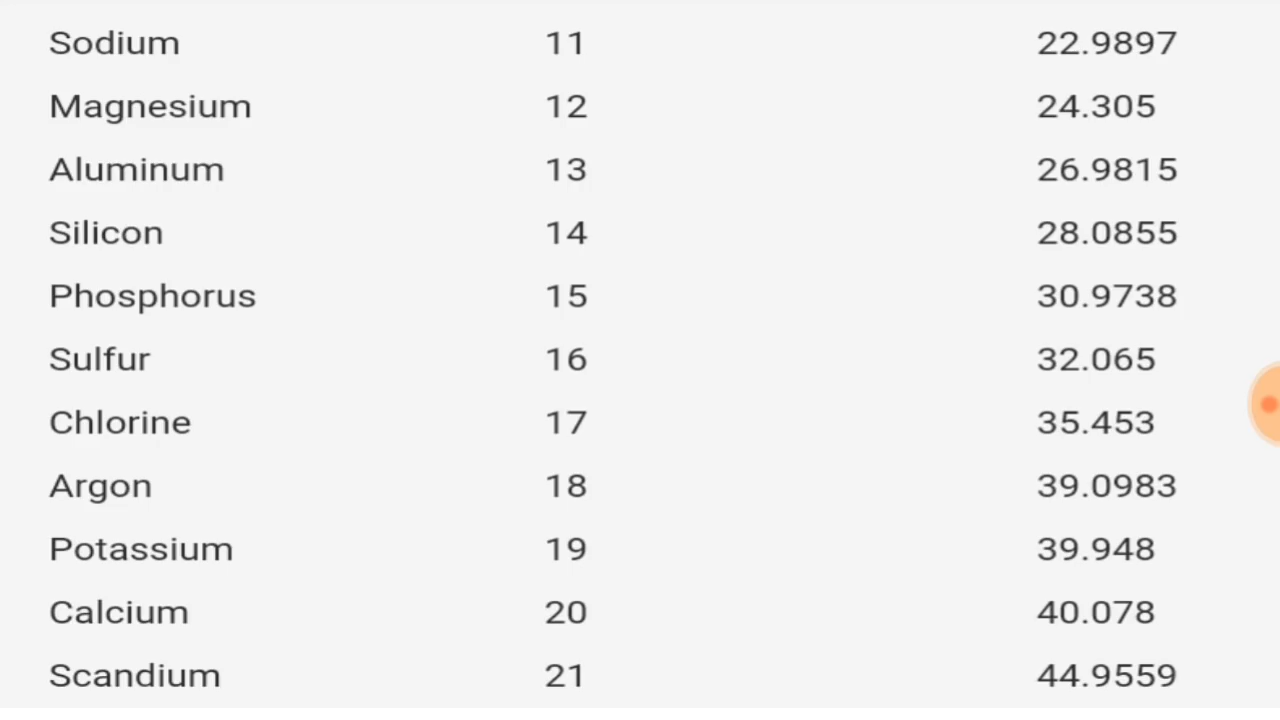 Sodium 11 22.9897
Magnesium 12 24.305
Aluminum 13 26.9815
Silicon 14 28.0855
Phosphorus 15 30.9738
Sulfur 16 32.065
Chlorine 17 35.453
Argon 18 39.0983
Potassium 19 39.948
Calcium 20 40.078
Scandium 21 44.9559